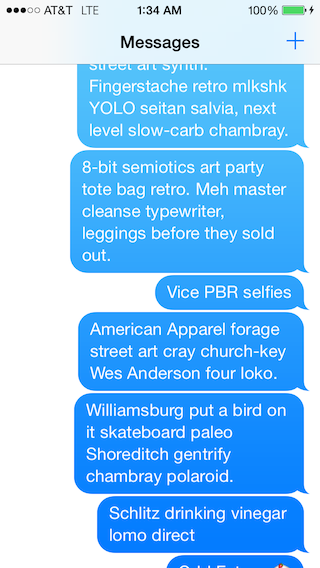 AT&T LTE 1:34 AM 100%
Messages
street art synth.
Fingerstache retro mlkshk
YOLO seitan salvia, next
level slow-carb chambray.
8-bit semiotics art party
tote bag retro. Meh master
cleanse typewriter,
leggings before they sold
out.
Vice PBR selfies
American Apparel forage
street art cray church-key
Wes Anderson four loko.
Williamsburg put a bird on
it skateboard paleo
Shoreditch gentrify
chambray polaroid.
Schlitz drinking vinegar
lomo direct